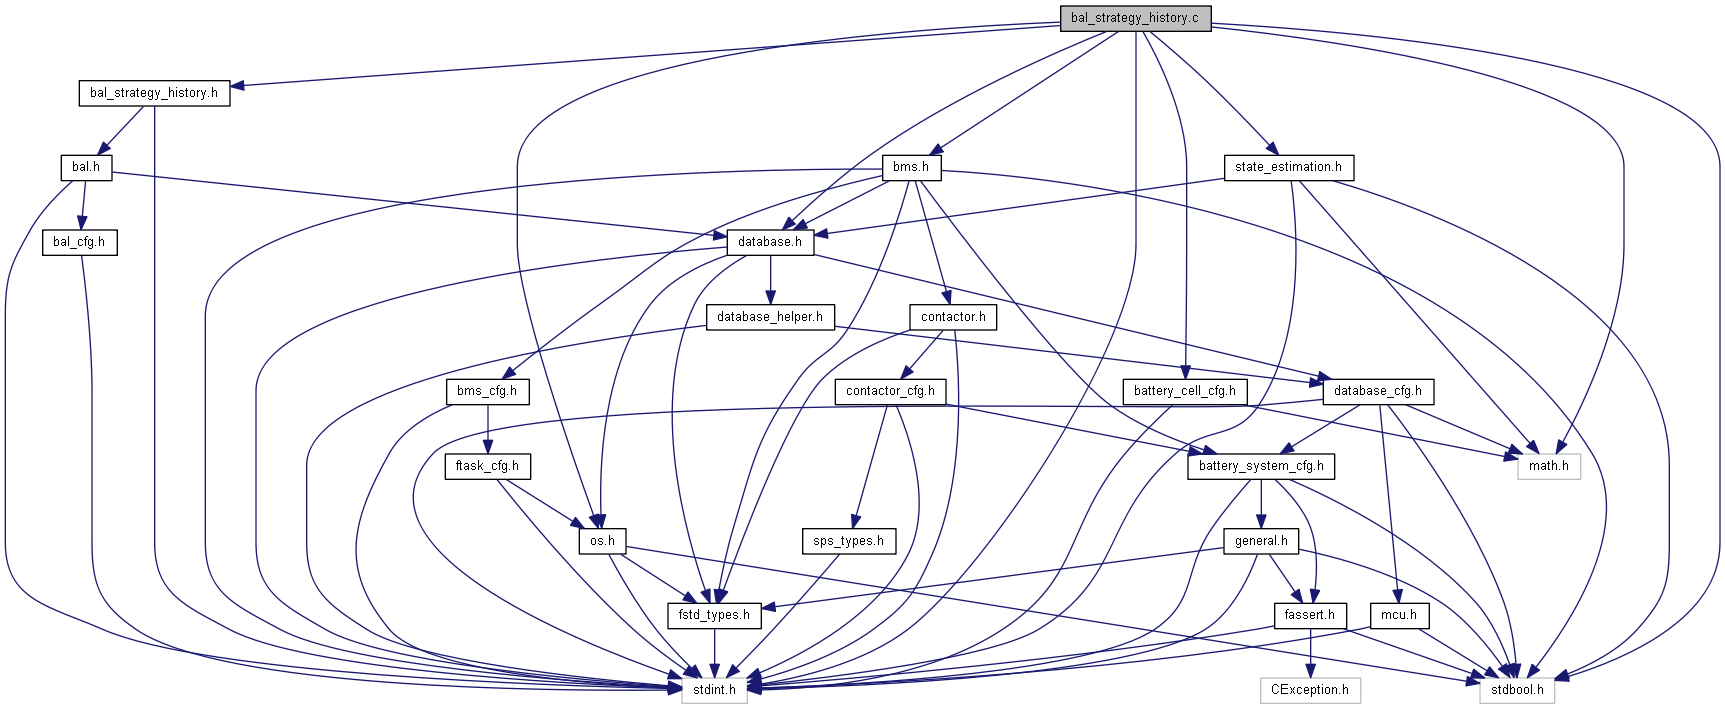 bal_strategy_history.c
bal_strategy_history.h
bal.h
bms.h
state_estimation.h
bal_cfg.h
database.h
database_helper.h
contactor.h
bms_cfg.h
contactor_cfg.h
battery_cell_cfg.h
database_cfg.h
ftask_cfg.h
battery_system_cfg.h
math.h
os.h
sps_types.h
general.h
fstd_types.h
fassert.h
mcu.h
stdint.h
CException.h
stdbool.h